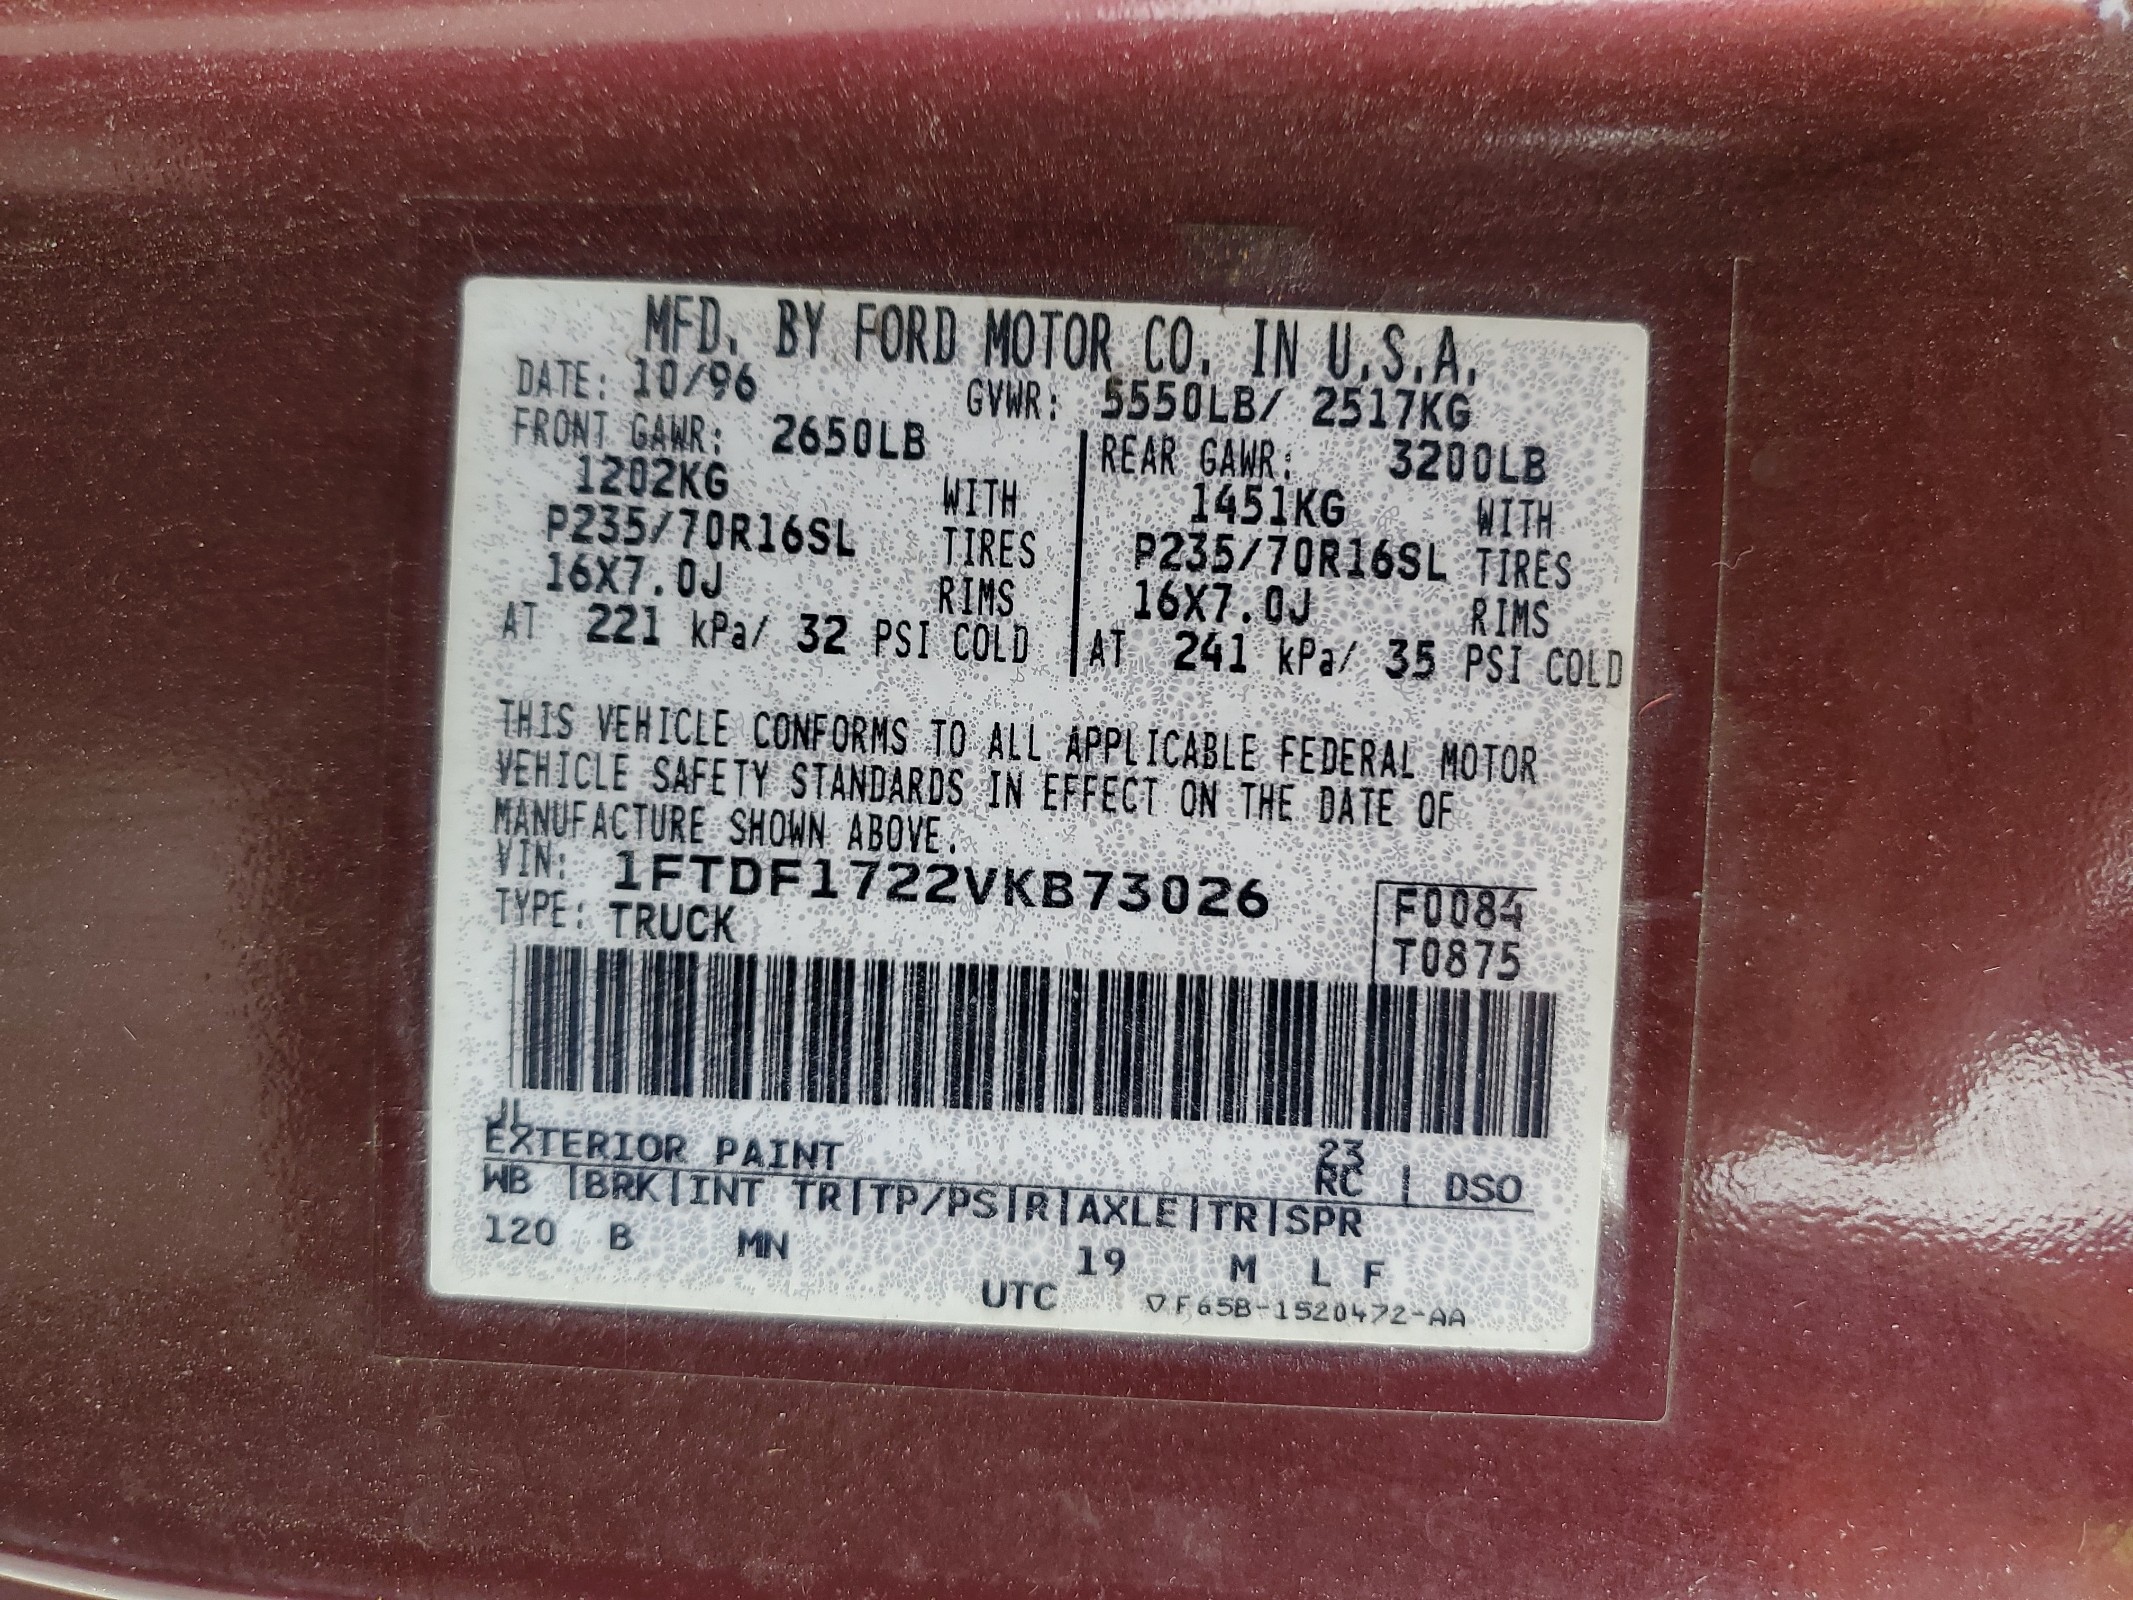 MFD. BY FORD MOTOR CO. IN U.S.A.
DATE: 10/96 GVWR: 5550LB/ 2517KG
FRONT GAWR: 2650LB REAR GAWR: 3200LB
1202KG WITH 1451KG WITH
P235/70R16SL TIRES P235/70R16SL TIRES
16X7.0J RIMS 16X7.0J RIMS
AT 221 kPa/ 32 PSI COLD AT 241 kPa/ 35 PSI COLD
THIS VEHICLE CONFORMS TO ALL APPLICABLE FEDERAL MOTOR
VEHICLE SAFETY STANDARDS IN EFFECT ON THE DATE OF
MANUFACTURE SHOWN ABOVE.
VIN: 1FTDF1722VKB73026 F0084
TYPE: TRUCK T0875
JL 23
EXTERIOR PAINT RC | DSO
WB |BRK|INT TR|TP/PS|R|AXLE|TR|SPR
120 B MN 19 M L F
UTC ▽F65B-1520472-AA